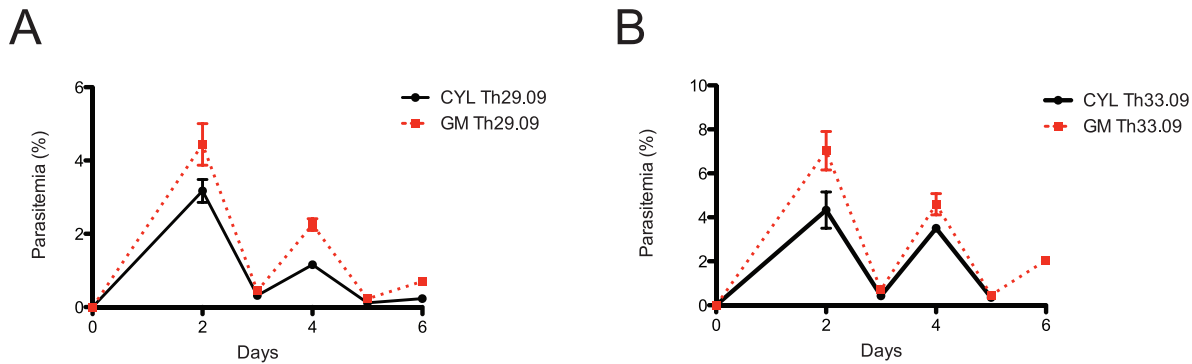 A
6
4
2
0
Parasitemia (%)
0 2 4 6
Days
CYL Th29.09
GM Th29.09
B
10
8
6
4
2
0
Parasitemia (%)
0 2 4 6
Days
CYL Th33.09
GM Th33.09